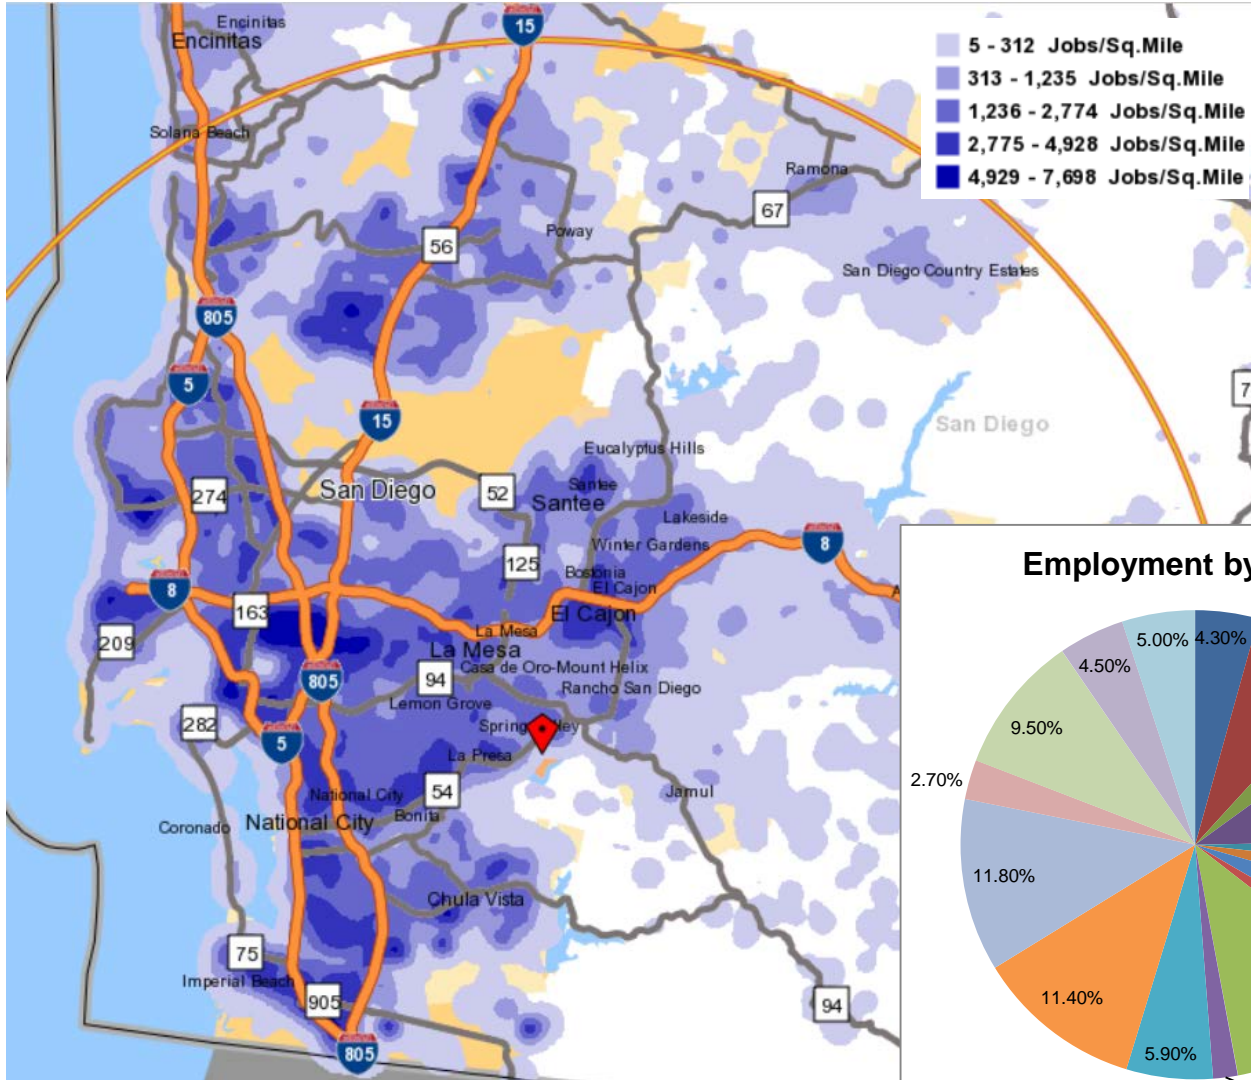 Encinitas
Encinitas
15
5 - 312 Jobs/Sq.Mile
313 - 1,235 Jobs/Sq.Mile
1,236 - 2,774 Jobs/Sq.Mile
2,775 - 4,928 Jobs/Sq.Mile
4,929 - 7,698 Jobs/Sq.Mile
Solana Beach
Ramona
67
56
Poway
San Diego Country Estates
805
5
7
15
San Diego
Eucalyptus Hills
274
San Diego
52
Santee
Santee
Lakeside
8
Winter Gardens
125
Bostonia
El Cajon
8
163
El Cajon
209
La Mesa
La Mesa
Casa de Oro-Mount Helix
94
805
Rancho San Diego
Lemon Grove
282
5
Spring
ley
La Presa
54
National City
Jamul
Coronado
National City
Bonita
Chula Vista
75
Imperial Beach
905
94
805
Employment by
5.00%
4.30%
4.50%
9.50%
2.70%
11.80%
11.40%
5.90%